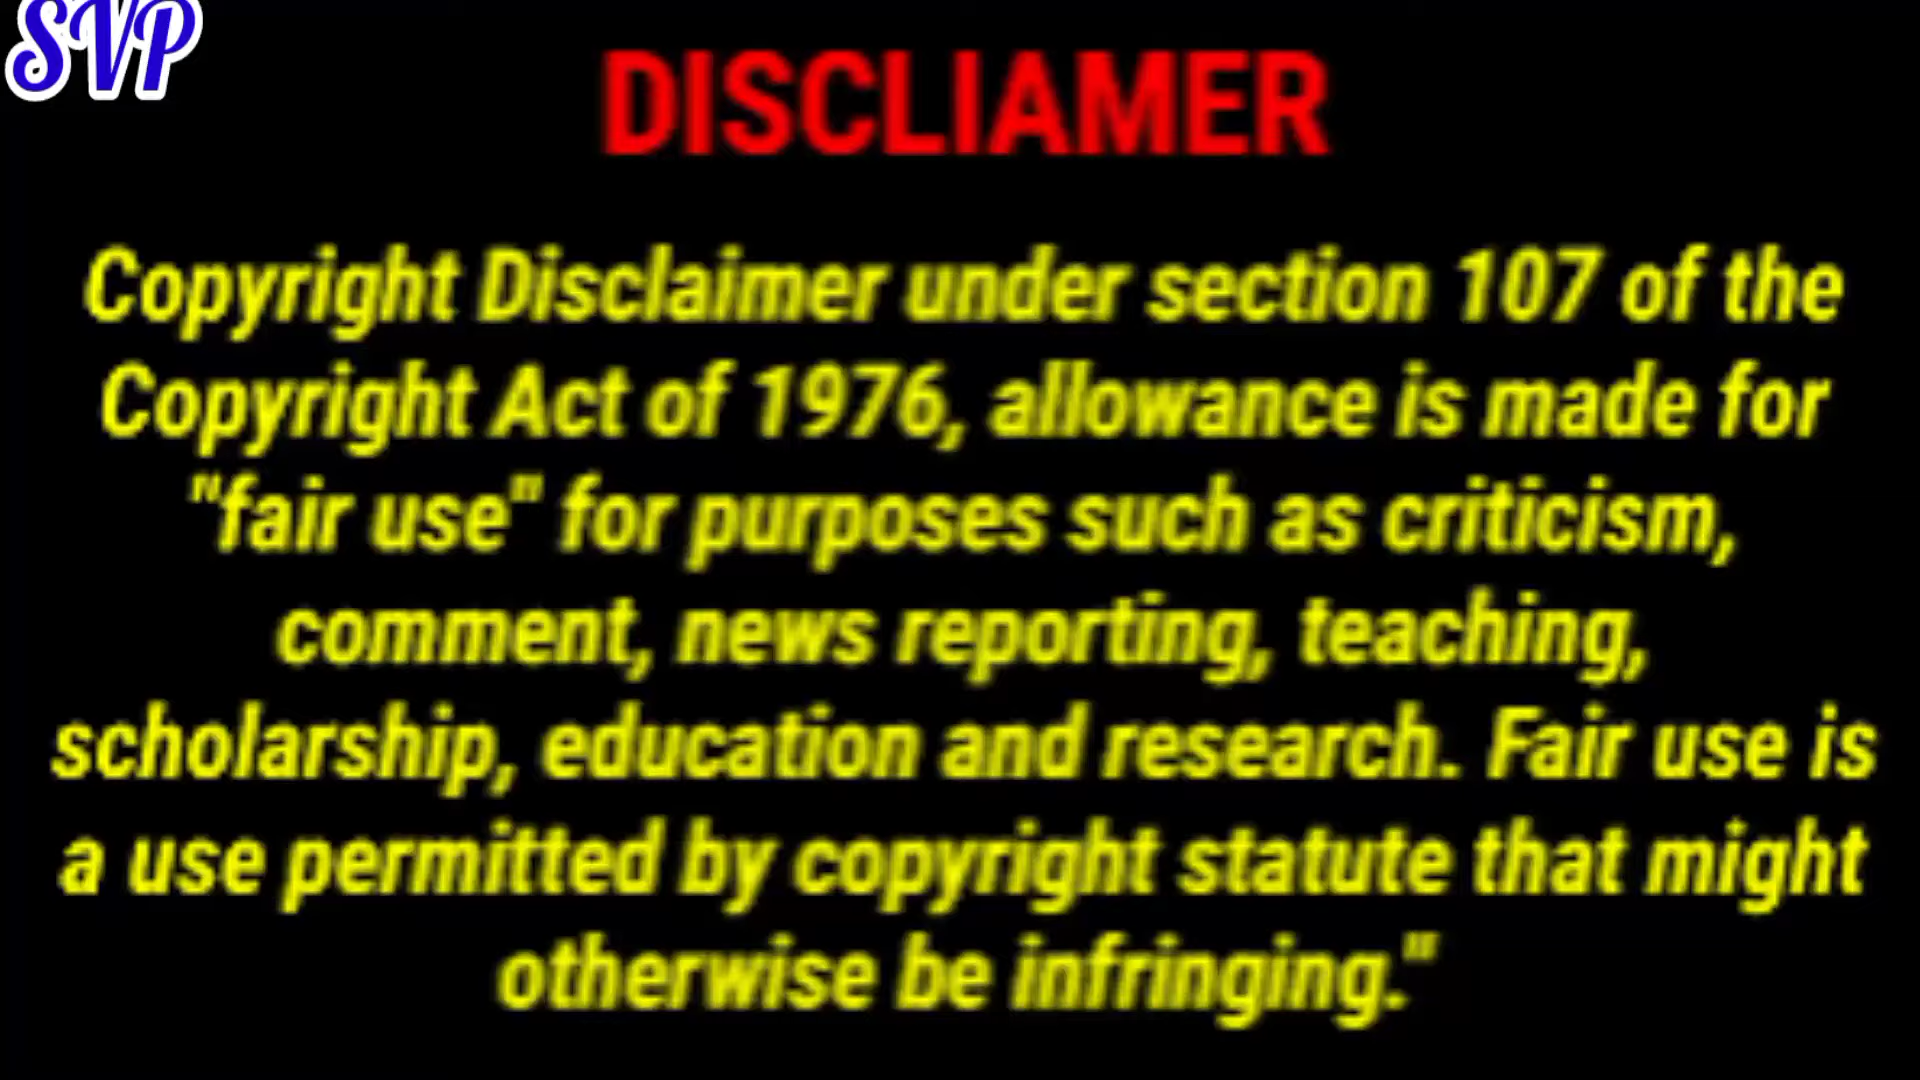 SVP
DISCLIAMER
Copyright Disclaimer under section 107 of the
Copyright Act of 1976, allowance is made for
"fair use" for purposes such as criticism,
comment, news reporting, teaching,
scholarship, education and research. Fair use is
a use permitted by copyright statute that might
otherwise be infringing."